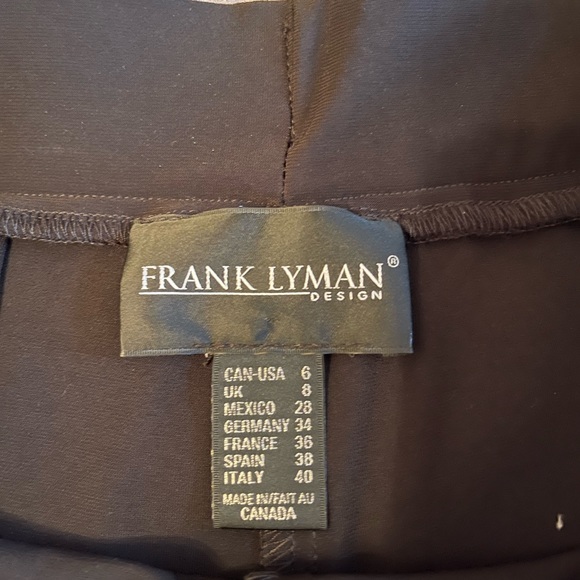 FRANK LYMAN®
DESIGN
CAN-USA 6
UK 8
MEXICO 28
GERMANY 34
FRANCE 36
SPAIN 38
ITALY 40
MADE IN/FAIT AU
CANADA